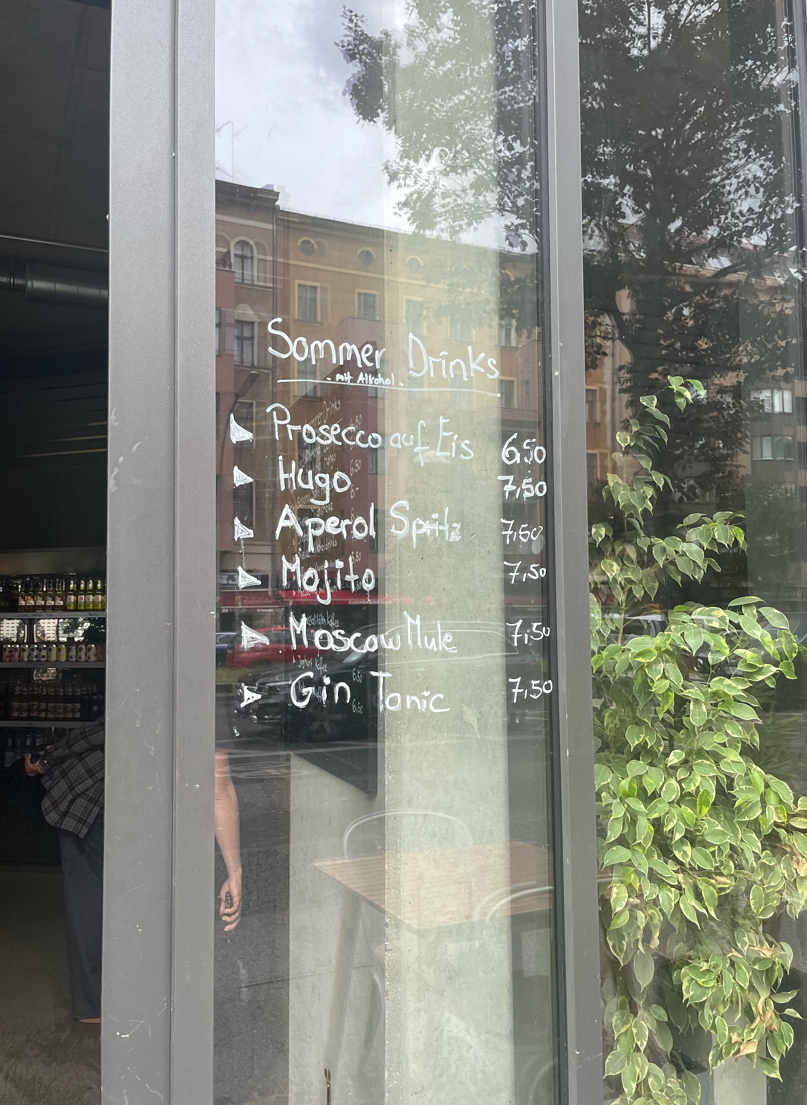 Sommer Drinks
- mit Alkohol -
Prosecco auf Eis 6,50
Hugo 7,50
Aperol Spritz 7,50
Mojito 7,50
Moscow Mule 7,50
Gin Tonic 7,50